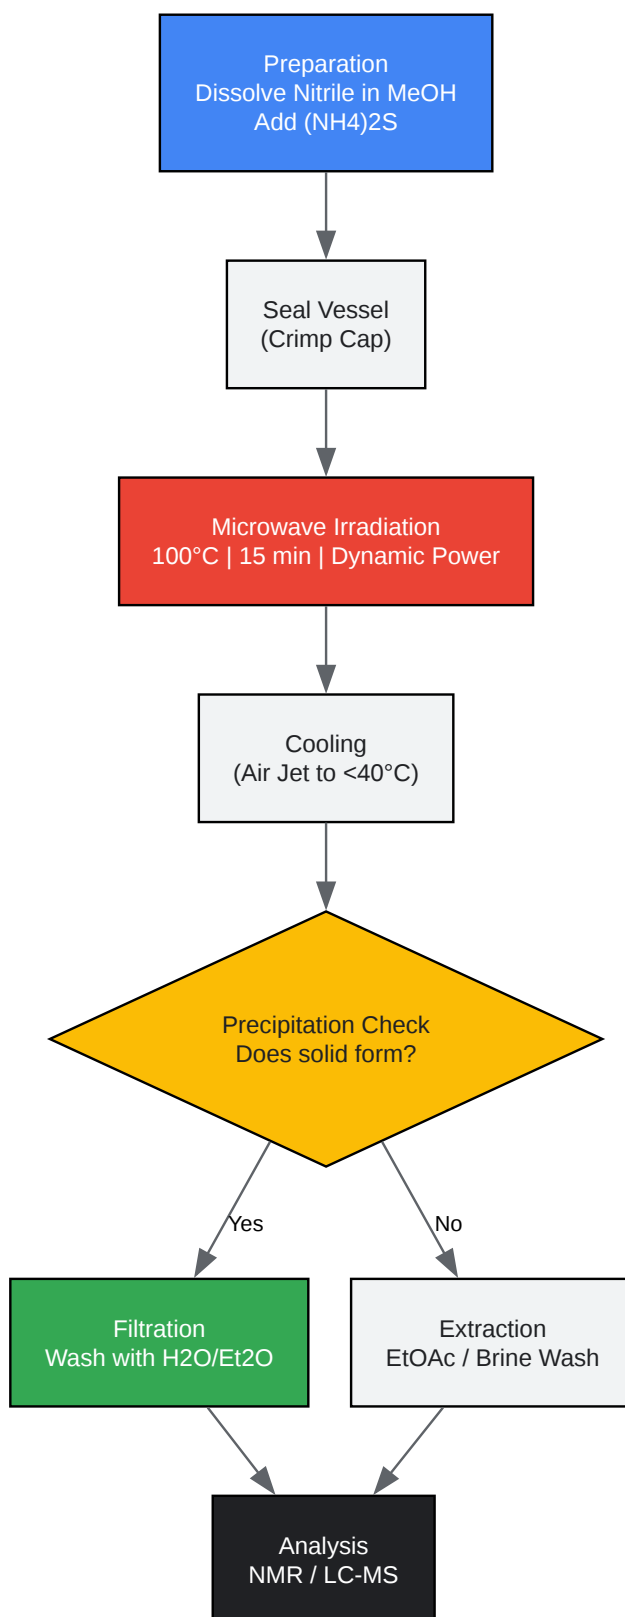 Preparation
Dissolve Nitrile in MeOH
Add (NH4)2S
Seal Vessel
(Crimp Cap)
Microwave Irradiation
100°C | 15 min | Dynamic Power
Cooling
(Air Jet to <40°C)
Precipitation Check
Does solid form?
Yes
No
Filtration
Wash with H2O/Et2O
Extraction
EtOAc / Brine Wash
Analysis
NMR / LC-MS